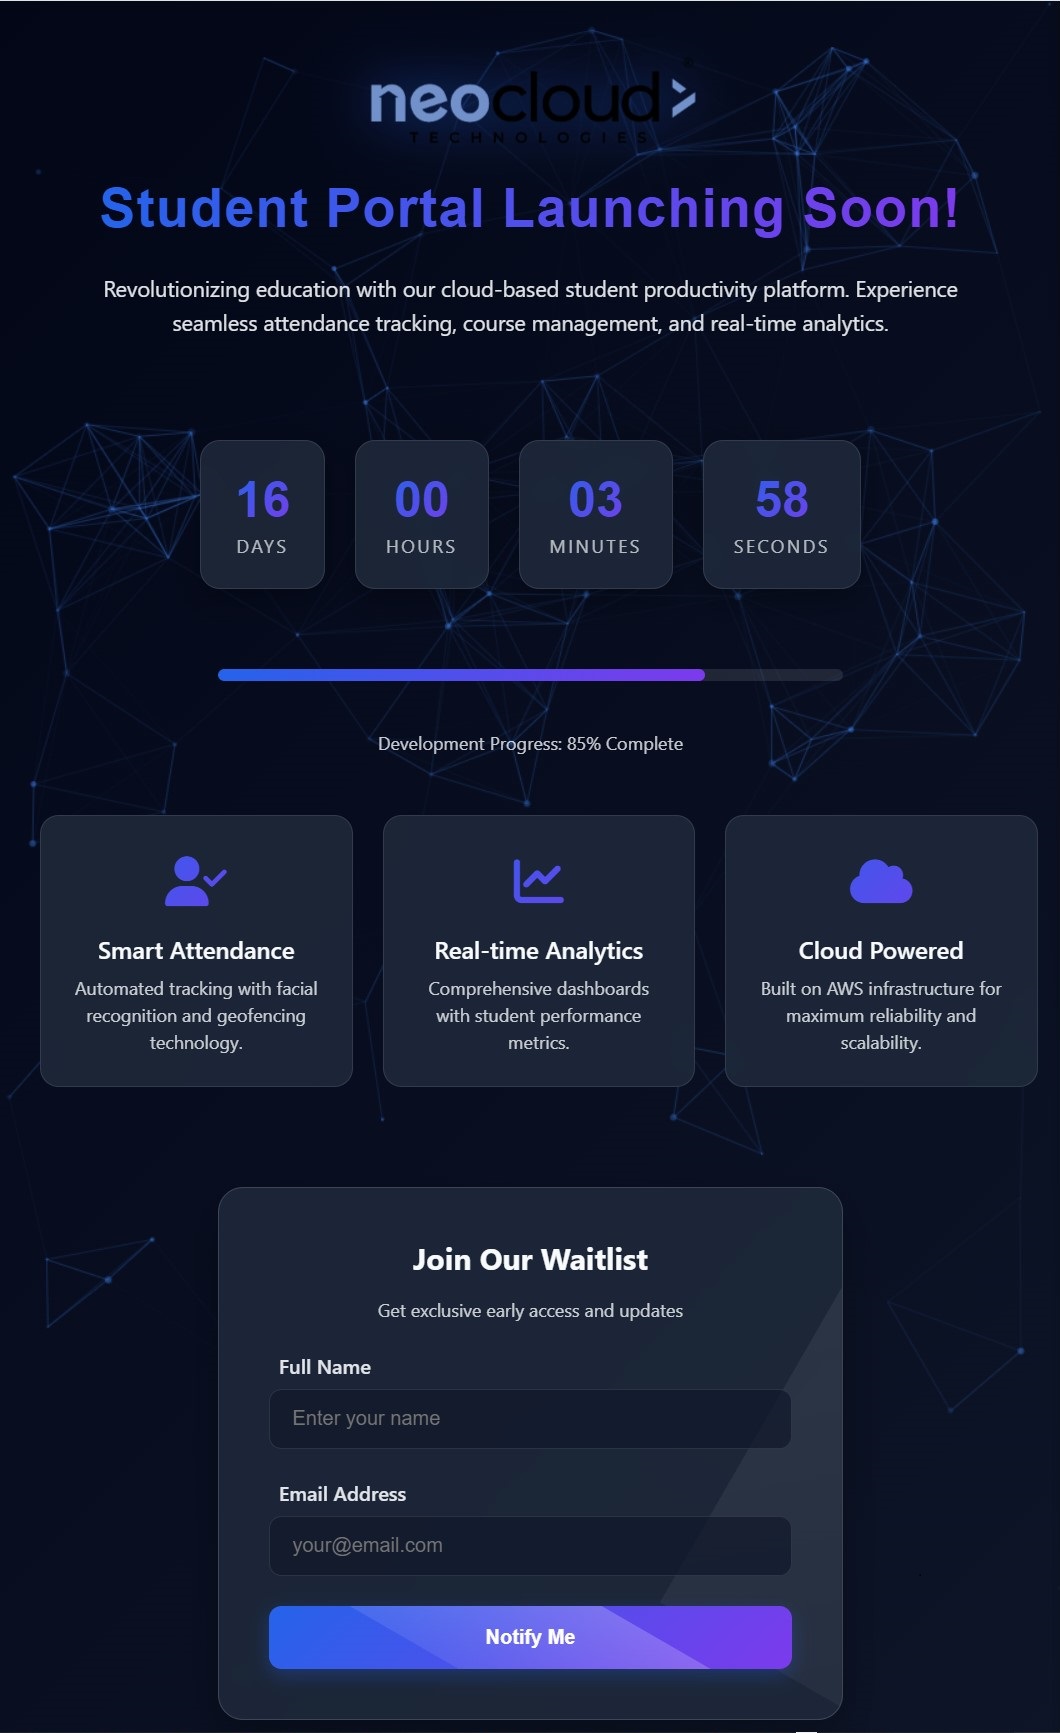 neocloud
TECHNOLOGIES
Student Portal Launching Soon!
Revolutionizing education with our cloud-based student productivity platform. Experience
seamless attendance tracking, course management, and real-time analytics.
16 00 03 58
DAYS HOURS MINUTES SECONDS
Development Progress: 85% Complete
Smart Attendance
Automated tracking with facial
recognition and geofencing
technology.
Real-time Analytics
Comprehensive dashboards
with student performance
metrics.
Cloud Powered
Built on AWS infrastructure for
maximum reliability and
scalability.
Join Our Waitlist
Get exclusive early access and updates
Full Name
Enter your name
Email Address
your@email.com
Notify Me